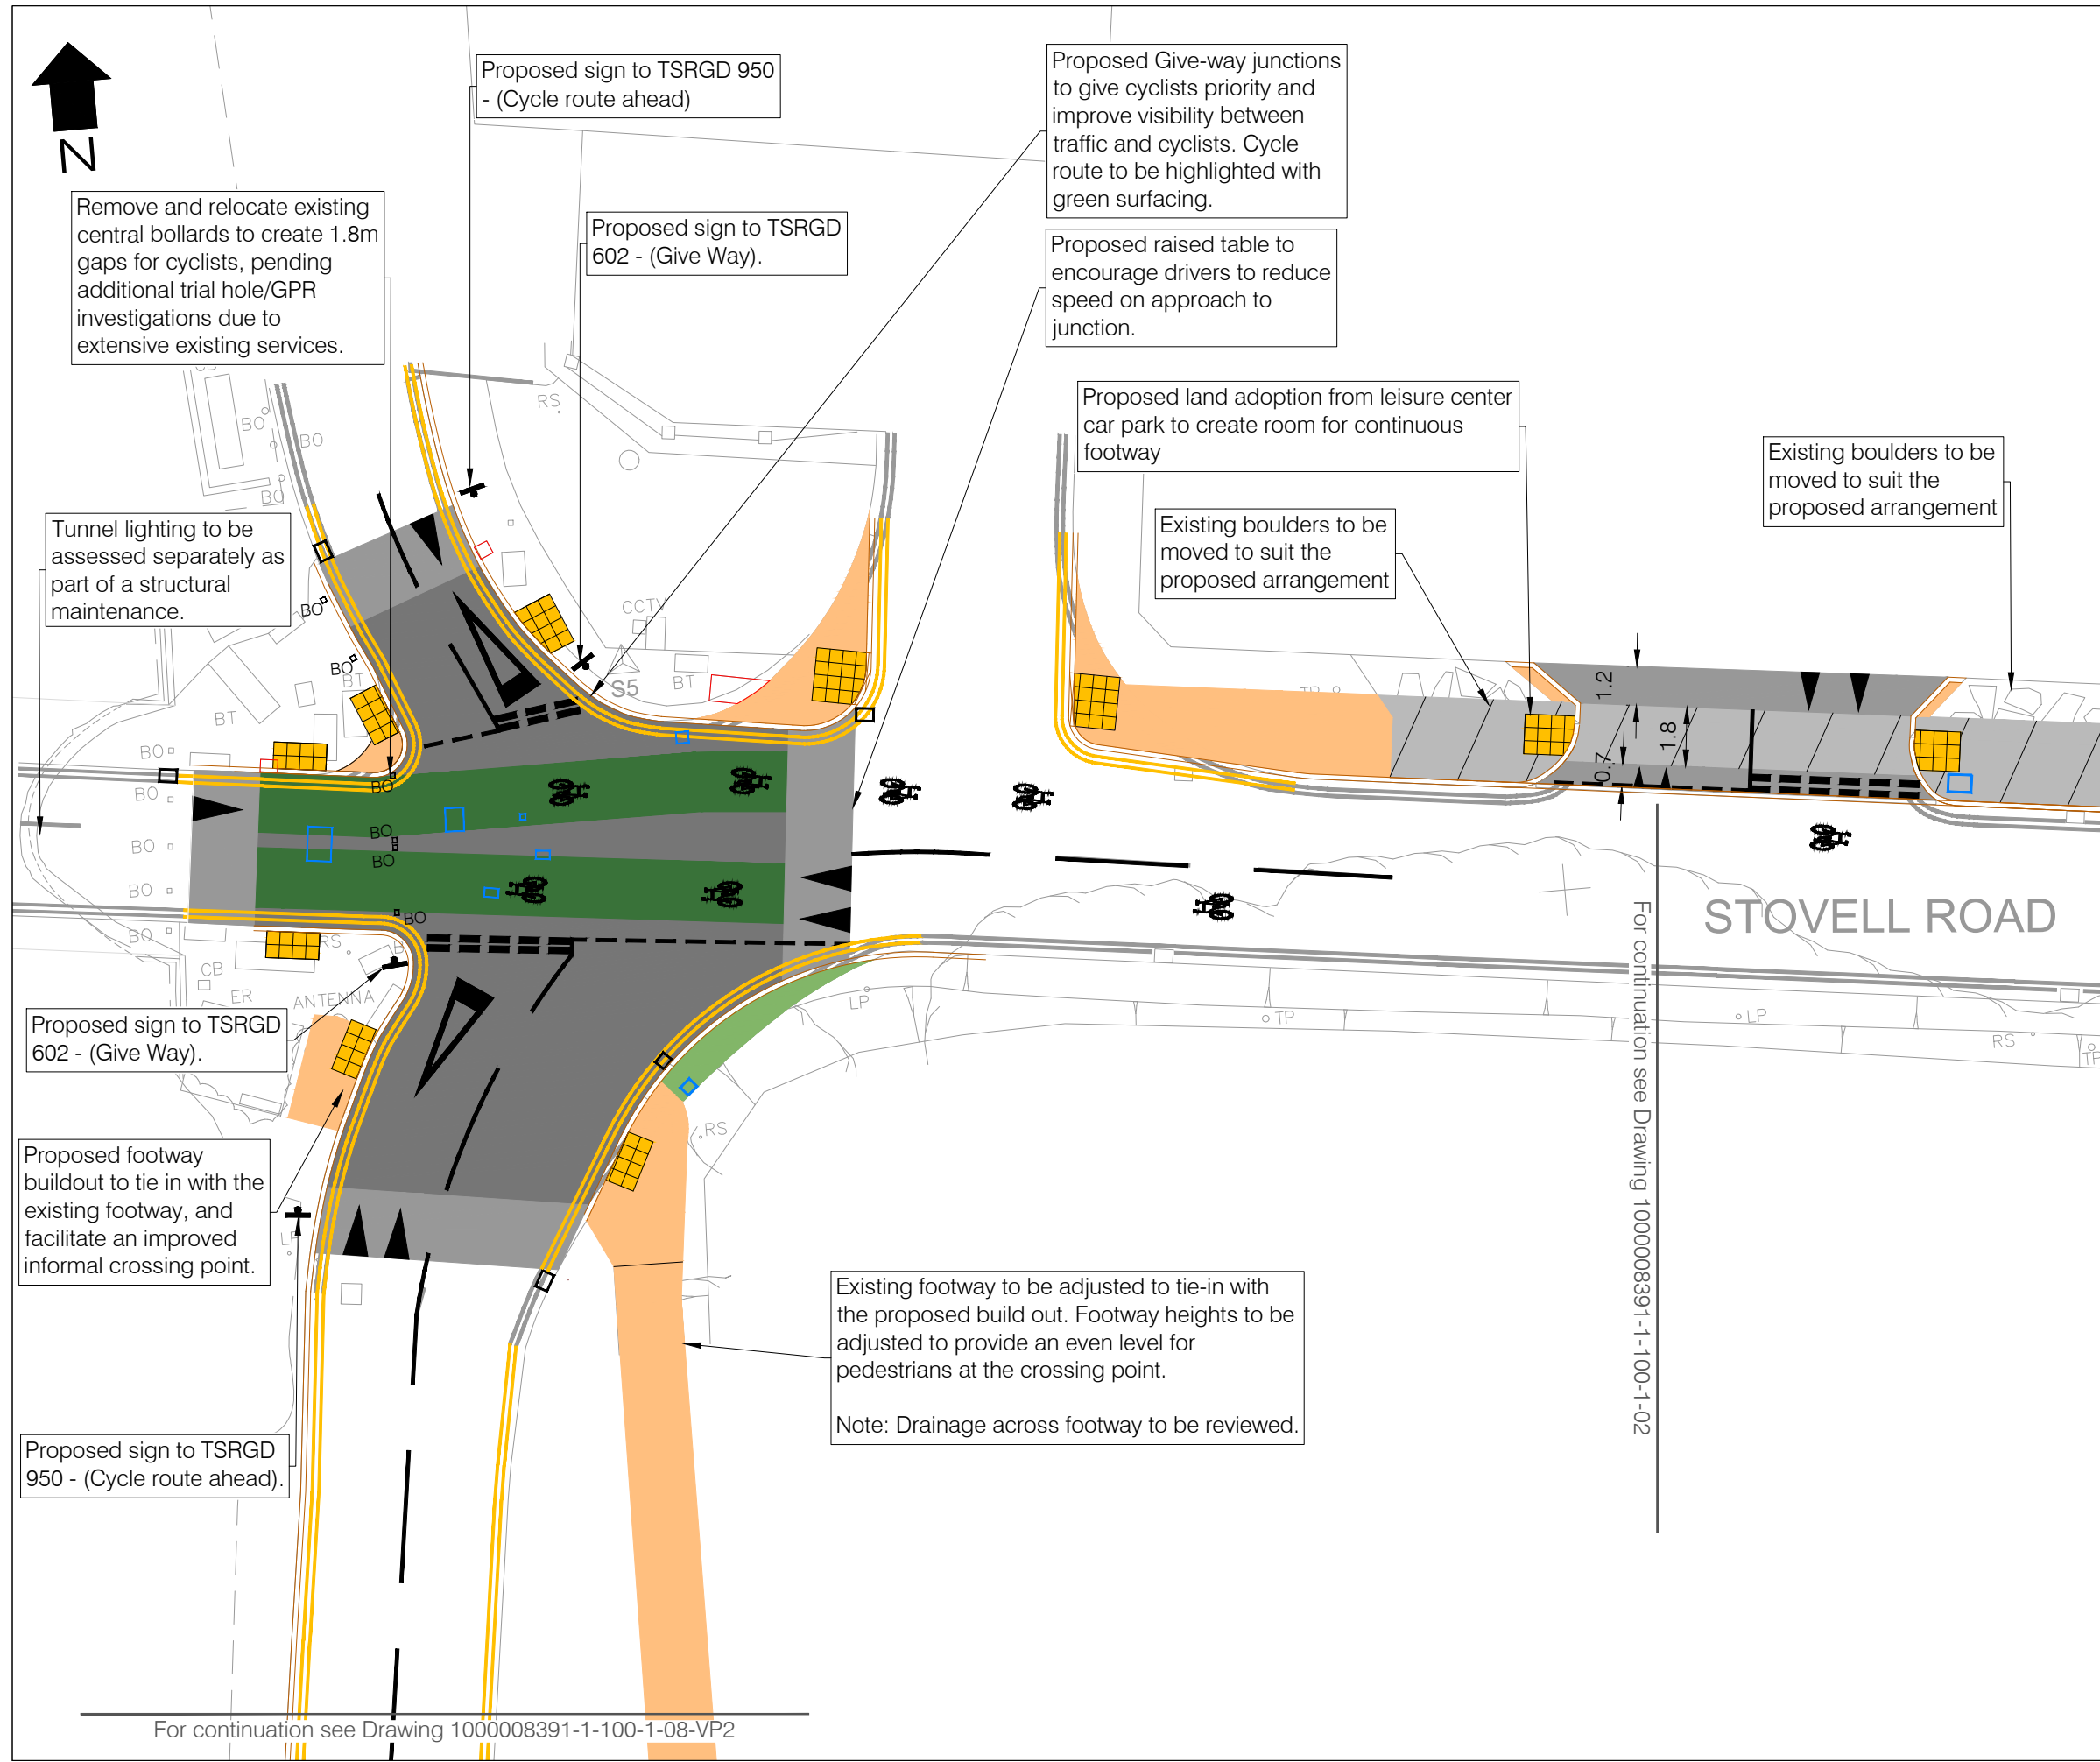 N
Proposed sign to TSRGD 950
- (Cycle route ahead)
Proposed Give-way junctions
to give cyclists priority and
improve visibility between
traffic and cyclists. Cycle
route to be highlighted with
green surfacing.
Remove and relocate existing
central bollards to create 1.8m
gaps for cyclists, pending
additional trial hole/GPR
investigations due to
extensive existing services.
Proposed sign to TSRGD
602 - (Give Way).
Proposed raised table to
encourage drivers to reduce
speed on approach to
junction.
Proposed land adoption from leisure center
car park to create room for continuous
footway
Existing boulders to be
moved to suit the
proposed arrangement
Existing boulders to be
moved to suit the
proposed arrangement
Tunnel lighting to be
assessed separately as
part of a structural
maintenance.
RS
BO
BO
BO
BO
BO
BT
BT
CCTV
S5
BT
1.2
1.8
0.7
BO
BO
BO
BO
BO
BO
BO
BO
BO
RS
CB
ER
ANTENNA
LP
TP
LP
RS
TP
STOVELL ROAD
For continuation see Drawing 1000008391-1-100-1-02
Proposed sign to TSRGD
602 - (Give Way).
RS
Proposed footway
buildout to tie in with the
existing footway, and
facilitate an improved
informal crossing point.
LP
Existing footway to be adjusted to tie-in with
the proposed build out. Footway heights to be
adjusted to provide an even level for
pedestrians at the crossing point.
Note: Drainage across footway to be reviewed.
Proposed sign to TSRGD
950 - (Cycle route ahead).
For continuation see Drawing 1000008391-1-100-1-08-VP2